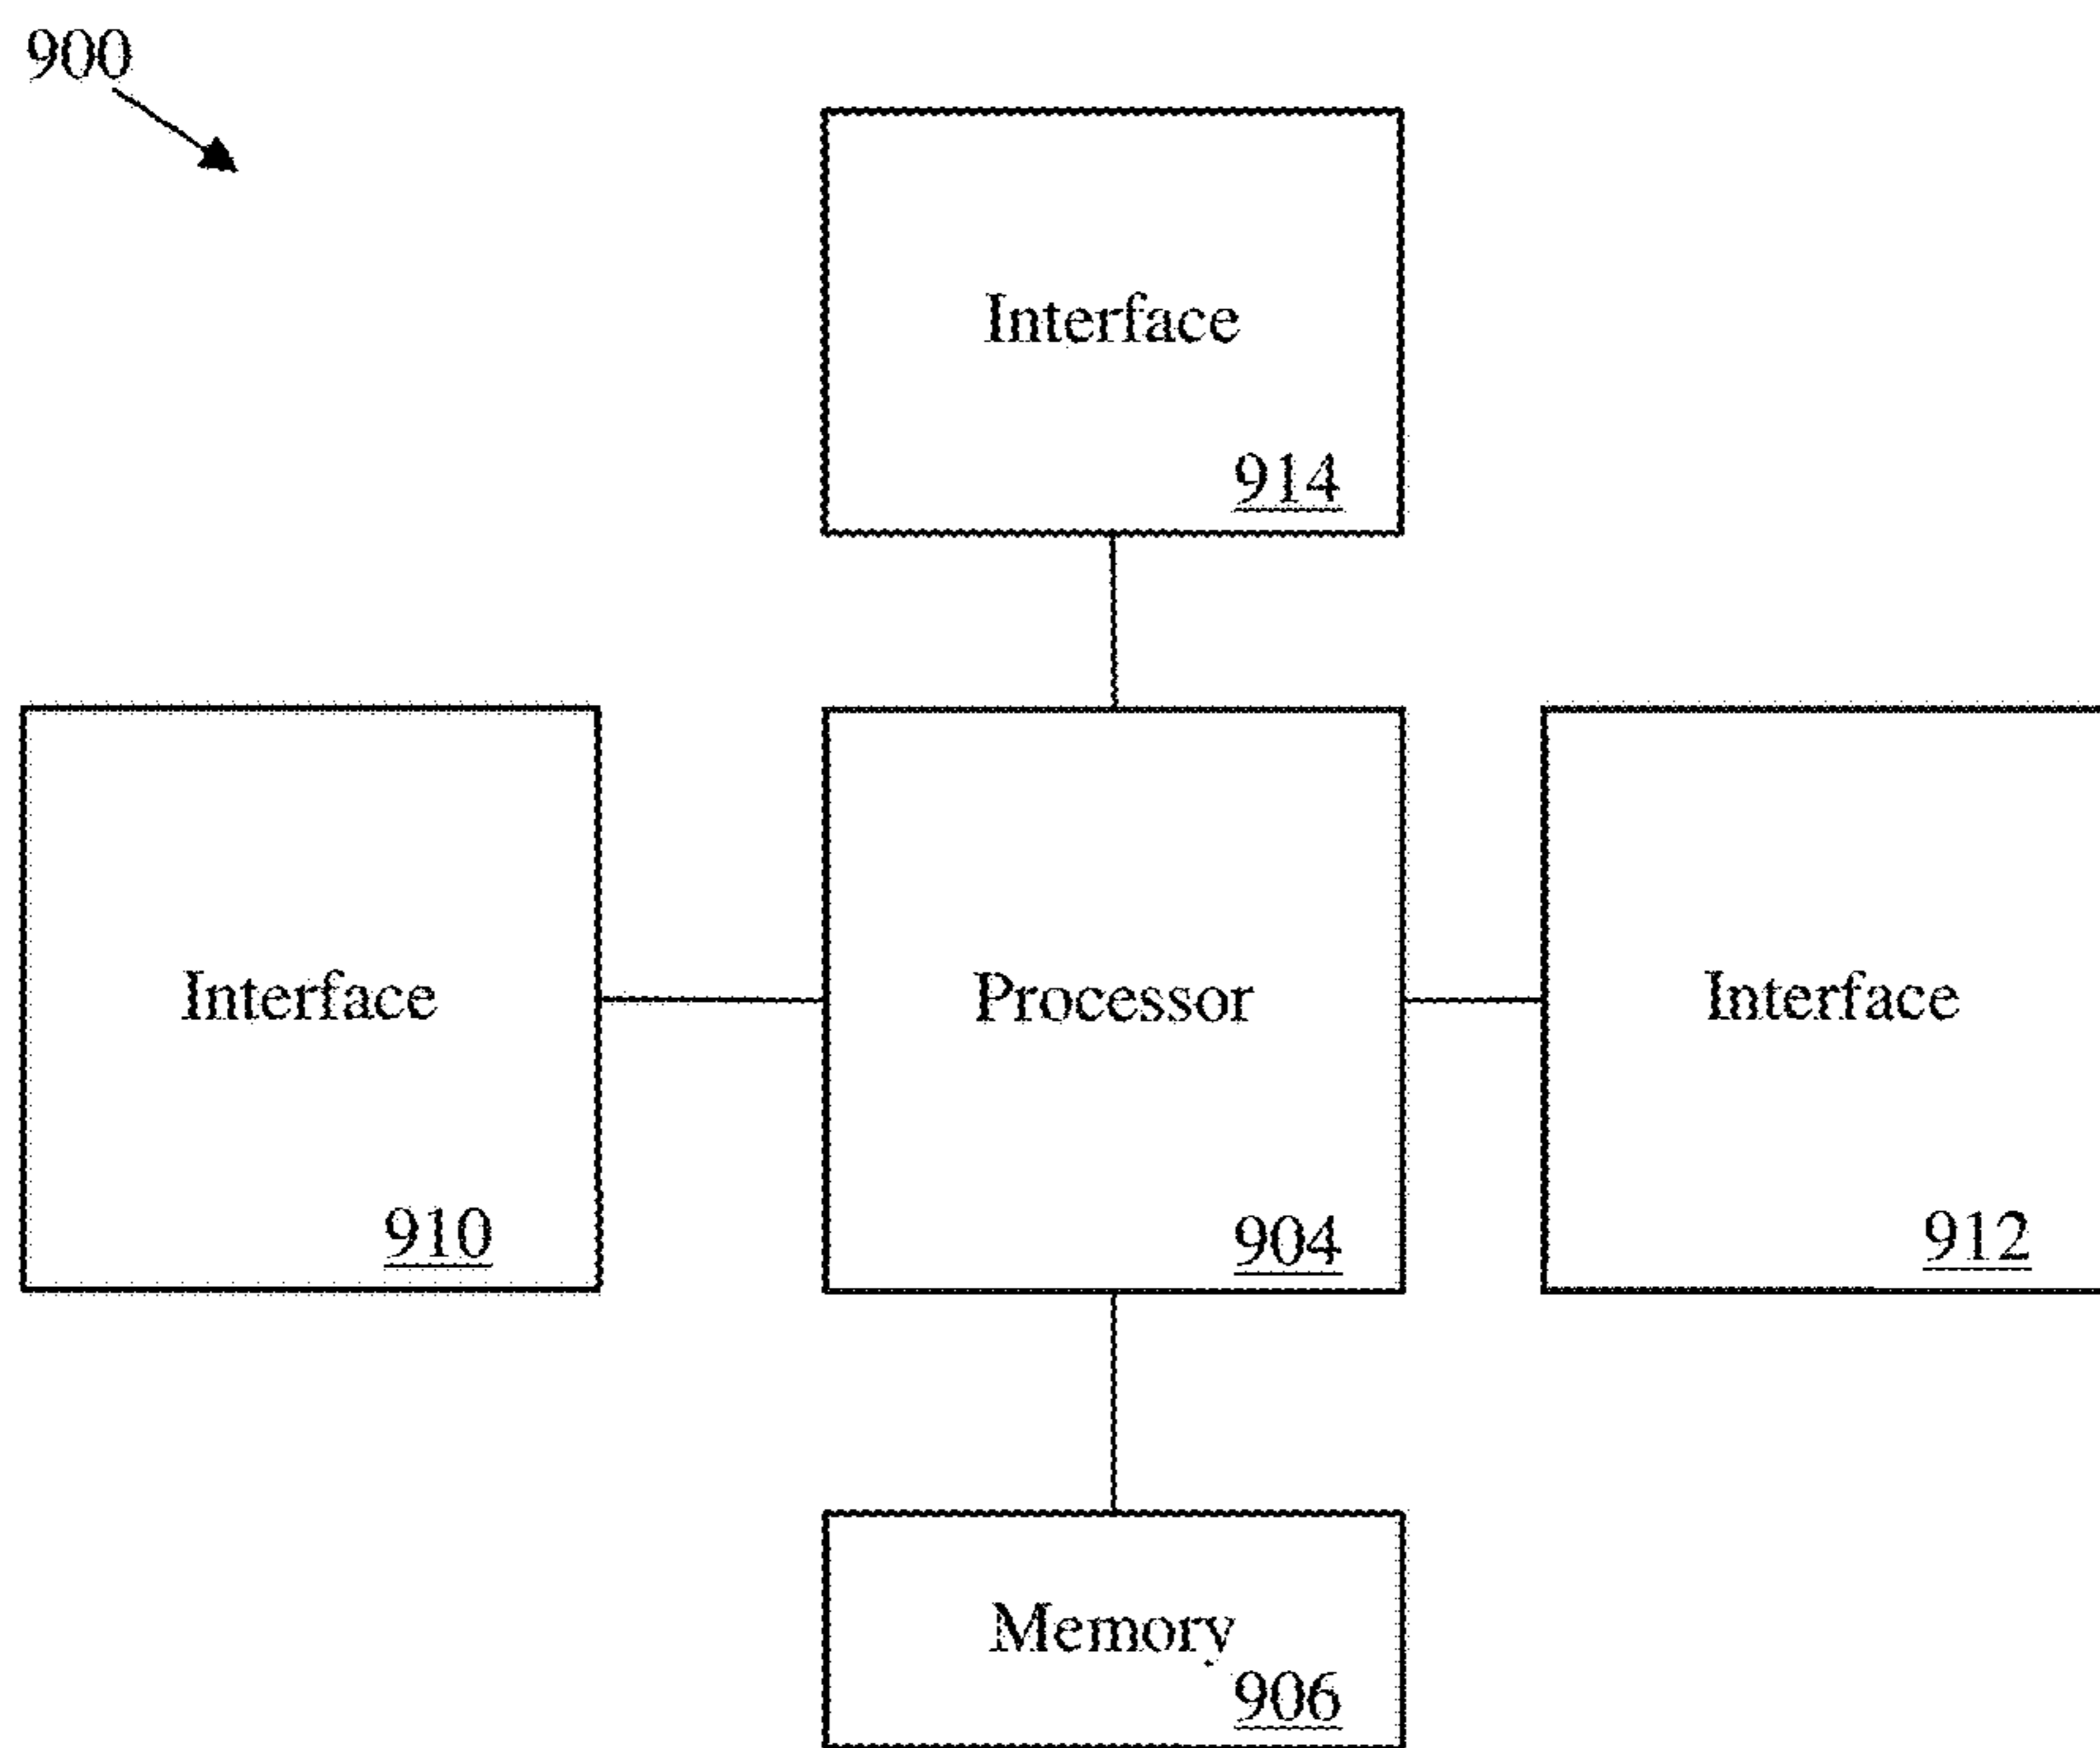 900
Interface
914
Interface
910
Processor
904
Interface
912
Memory
906